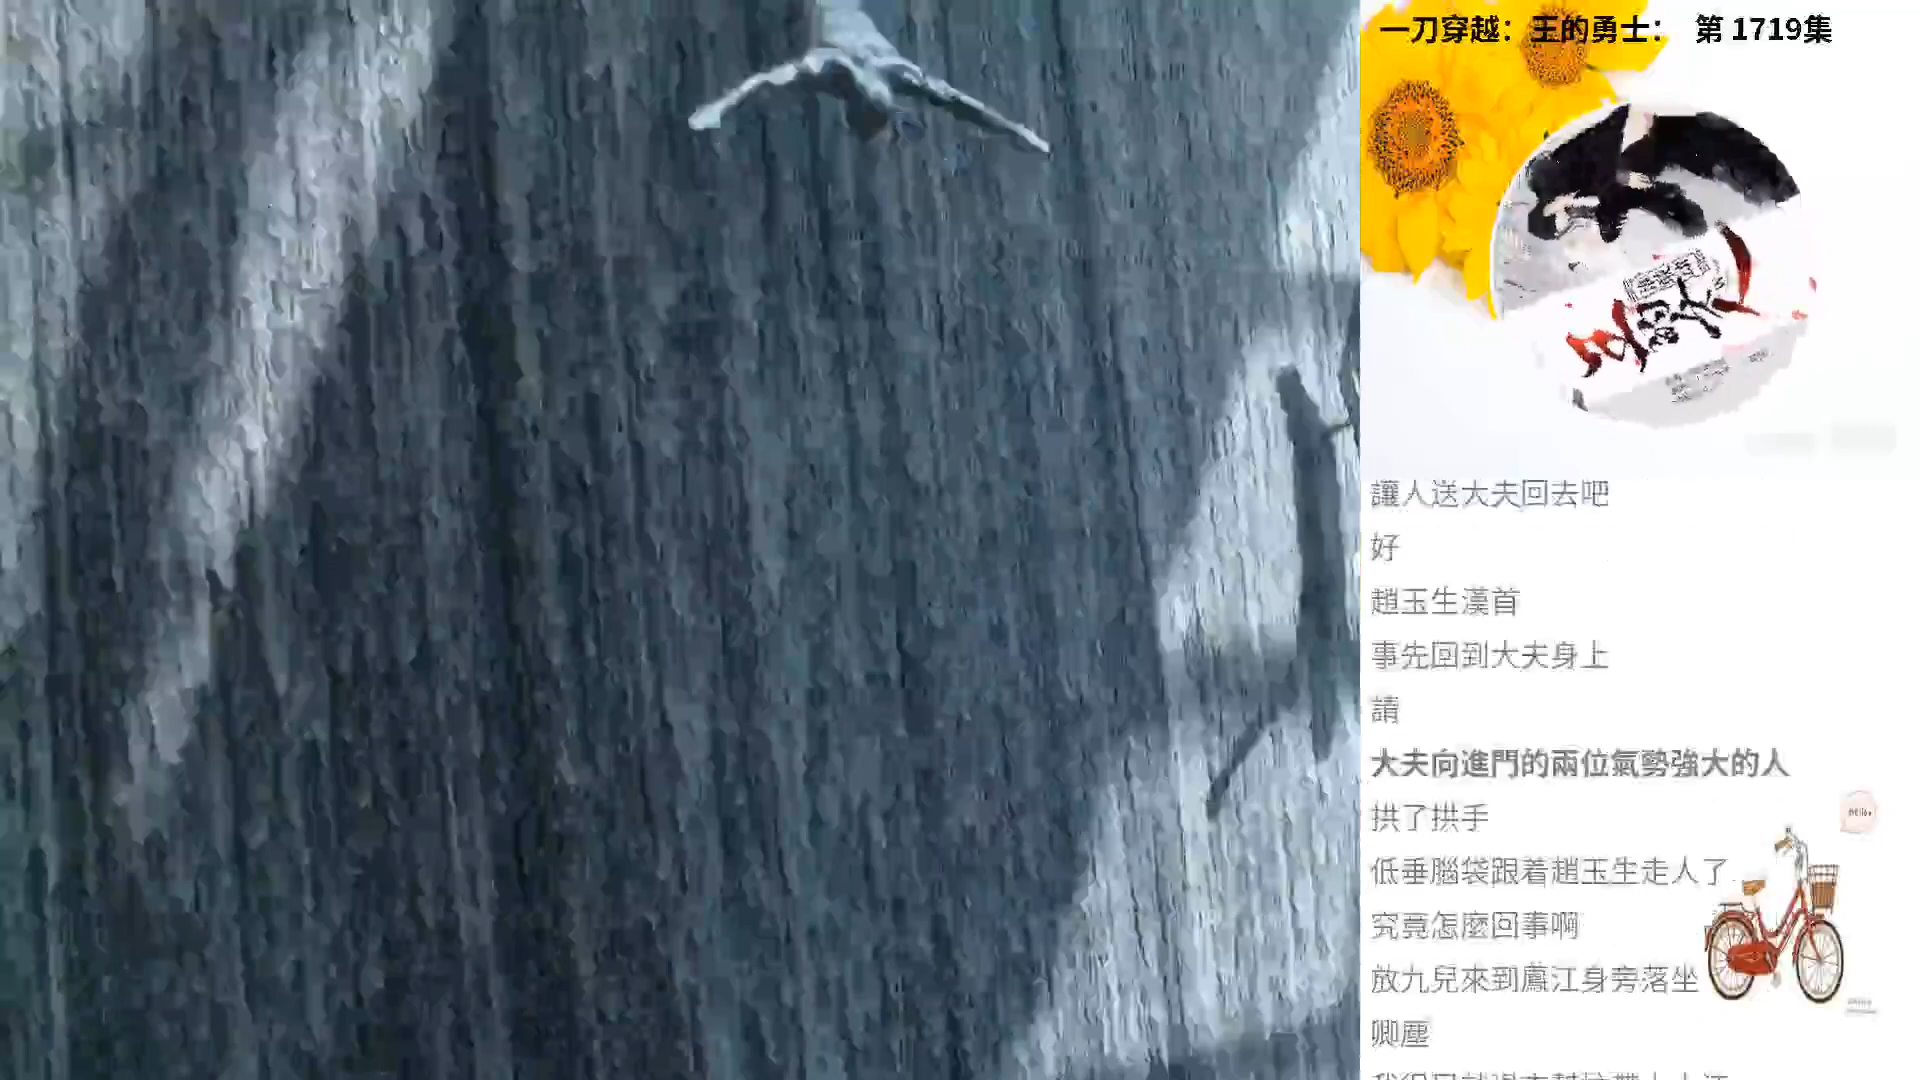 一刀穿越：王的勇士： 第 1719集
讓人送大夫回去吧
好
趙玉生漢首
事先回到大夫身上
請
大夫向進門的兩位氣勢強大的人
拱了拱手
低垂腦袋跟着趙玉生走人了
究竟怎麼回事啊
放九兒來到鳳江身旁落坐
卿塵